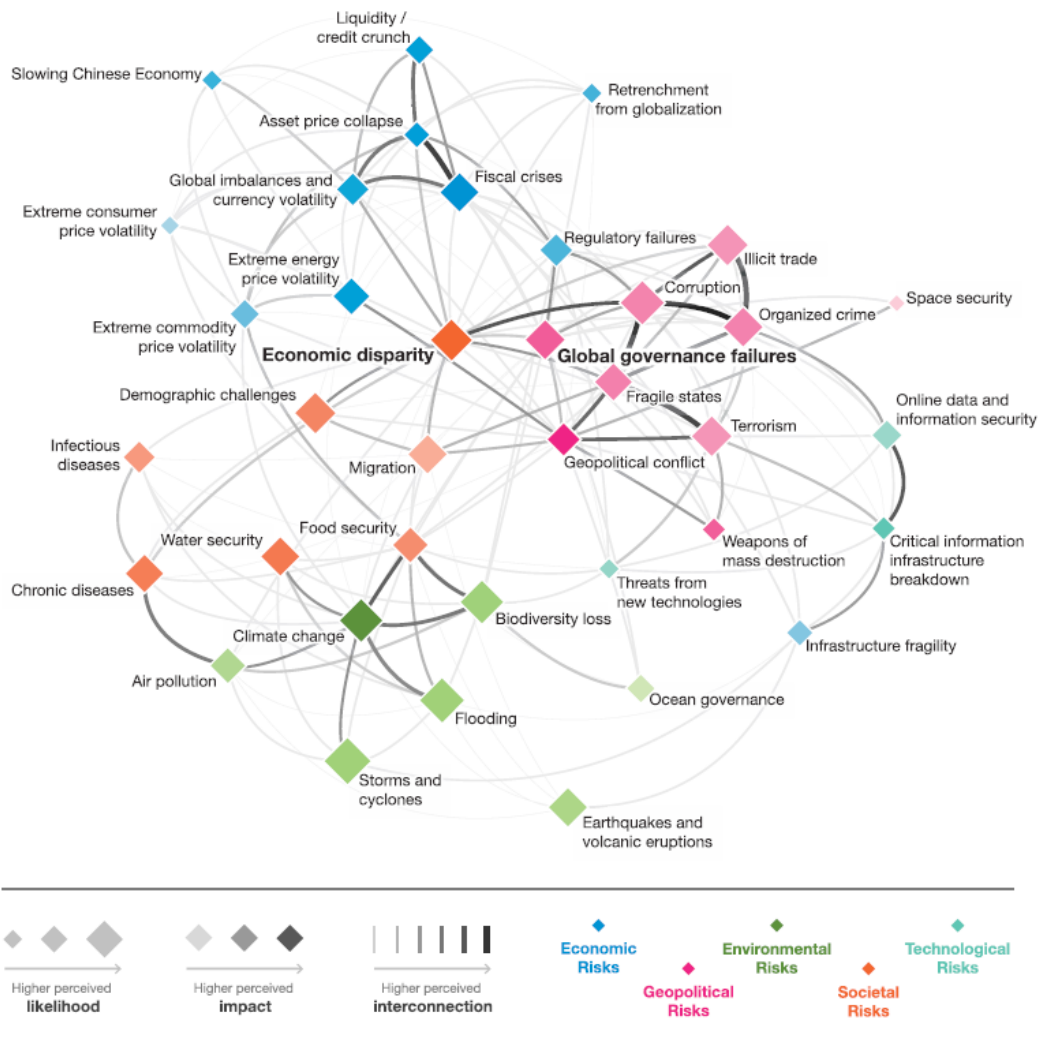 Liquidity /
credit crunch
Slowing Chinese Economy
Retrenchment
from globalization
Asset price collapse
Global imbalances and
currency volatility
Fiscal crises
Extreme consumer
price volatility
Regulatory failures
Illicit trade
Extreme energy
price volatility
Corruption
Space security
Organized crime
Extreme commodity
price volatility
Economic disparity
Global governance failures
Demographic challenges
Fragile states
Online data and
information security
Terrorism
Infectious
diseases
Migration
Geopolitical conflict
Food security
Water security
Weapons of
mass destruction
Critical information
infrastructure
breakdown
Chronic diseases
Threats from
new technologies
Biodiversity loss
Climate change
Infrastructure fragility
Air pollution
Ocean governance
Flooding
Storms and
cyclones
Earthquakes and
volcanic eruptions
Higher perceived
likelihood
Higher perceived
impact
Higher perceived
interconnection
Economic
Risks
Geopolitical
Risks
Environmental
Risks
Societal
Risks
Technological
Risks